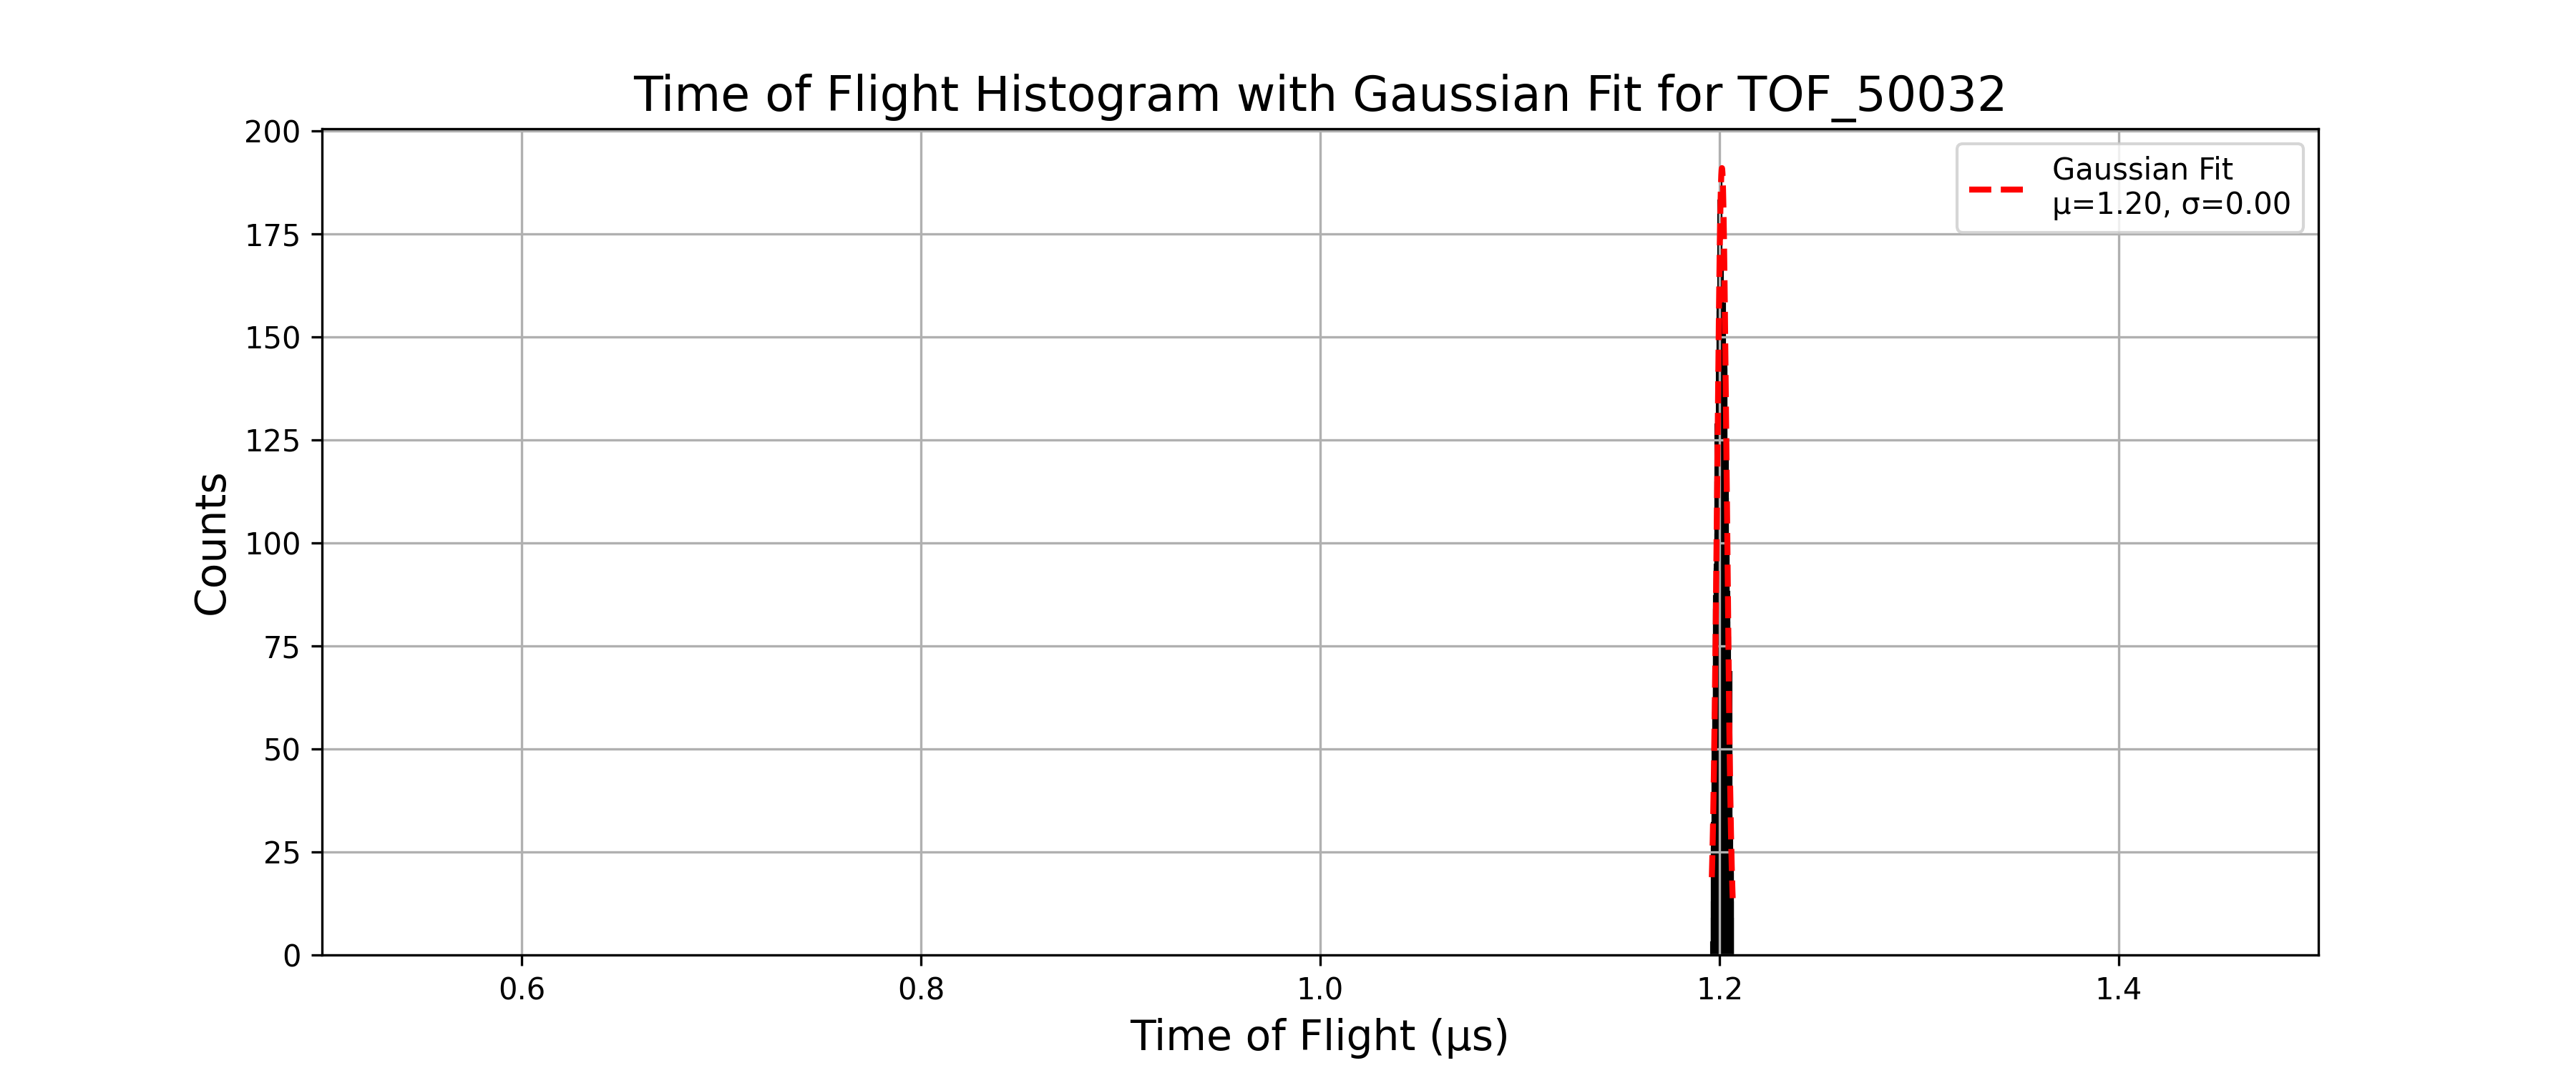 Time of Flight Histogram with Gaussian Fit for TOF_50032
Gaussian Fit
μ=1.20, σ=0.00
200
175
150
125
100
75
50
25
0
Counts
0.6
0.8
1.0
1.2
1.4
Time of Flight (μs)